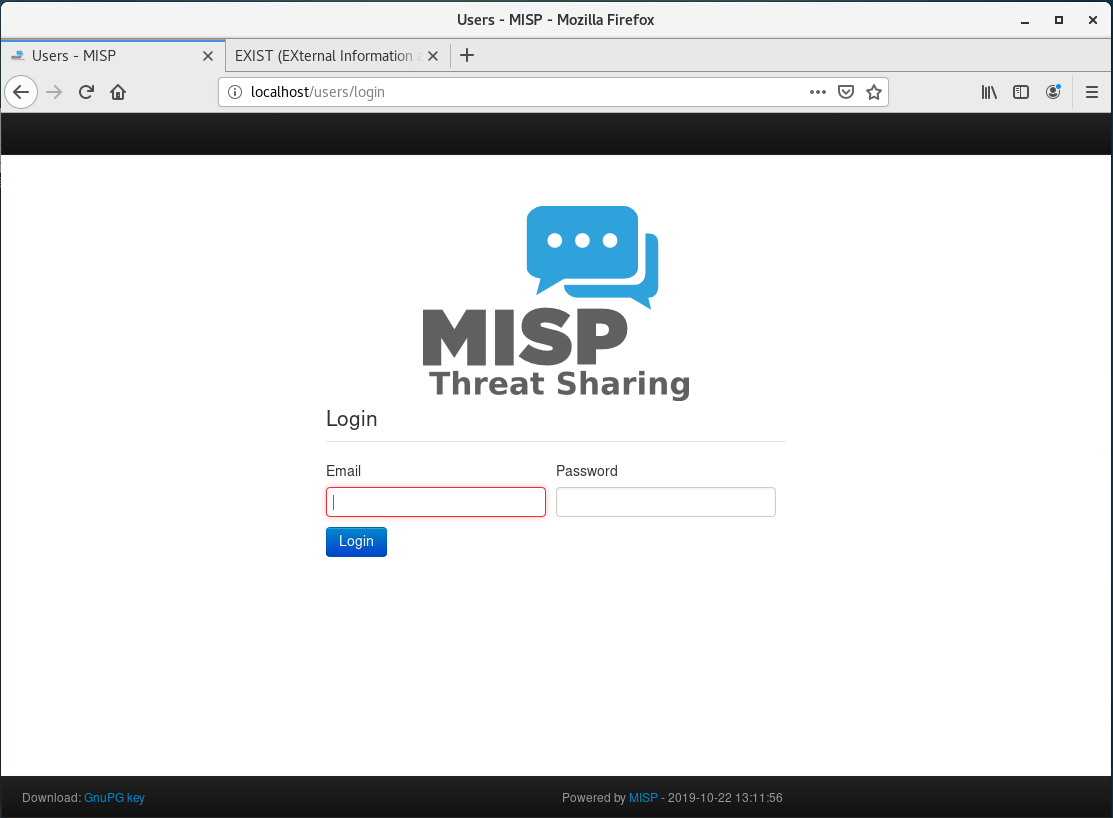 Users - MISP - Mozilla Firefox
Users - MISP
EXIST (EXternal Information
localhost/users/login
MISP
Threat Sharing
Login
Email Password
Login
Download: GnuPG key Powered by MISP - 2019-10-22 13:11:56